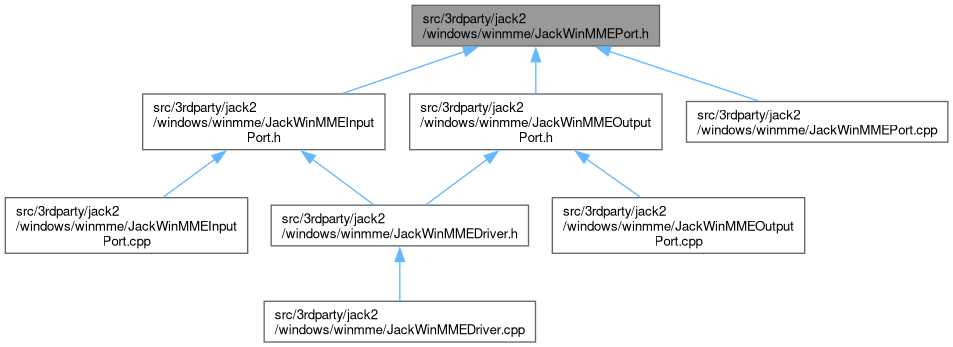 src/3rdparty/jack2
/windows/winmme/JackWinMMEPort.h
src/3rdparty/jack2
/windows/winmme/JackWinMMEInput
Port.h
src/3rdparty/jack2
/windows/winmme/JackWinMMEOutput
Port.h
src/3rdparty/jack2
/windows/winmme/JackWinMMEPort.cpp
src/3rdparty/jack2
/windows/winmme/JackWinMMEInput
Port.cpp
src/3rdparty/jack2
/windows/winmme/JackWinMMEDriver.h
src/3rdparty/jack2
/windows/winmme/JackWinMMEOutput
Port.cpp
src/3rdparty/jack2
/windows/winmme/JackWinMMEDriver.cpp